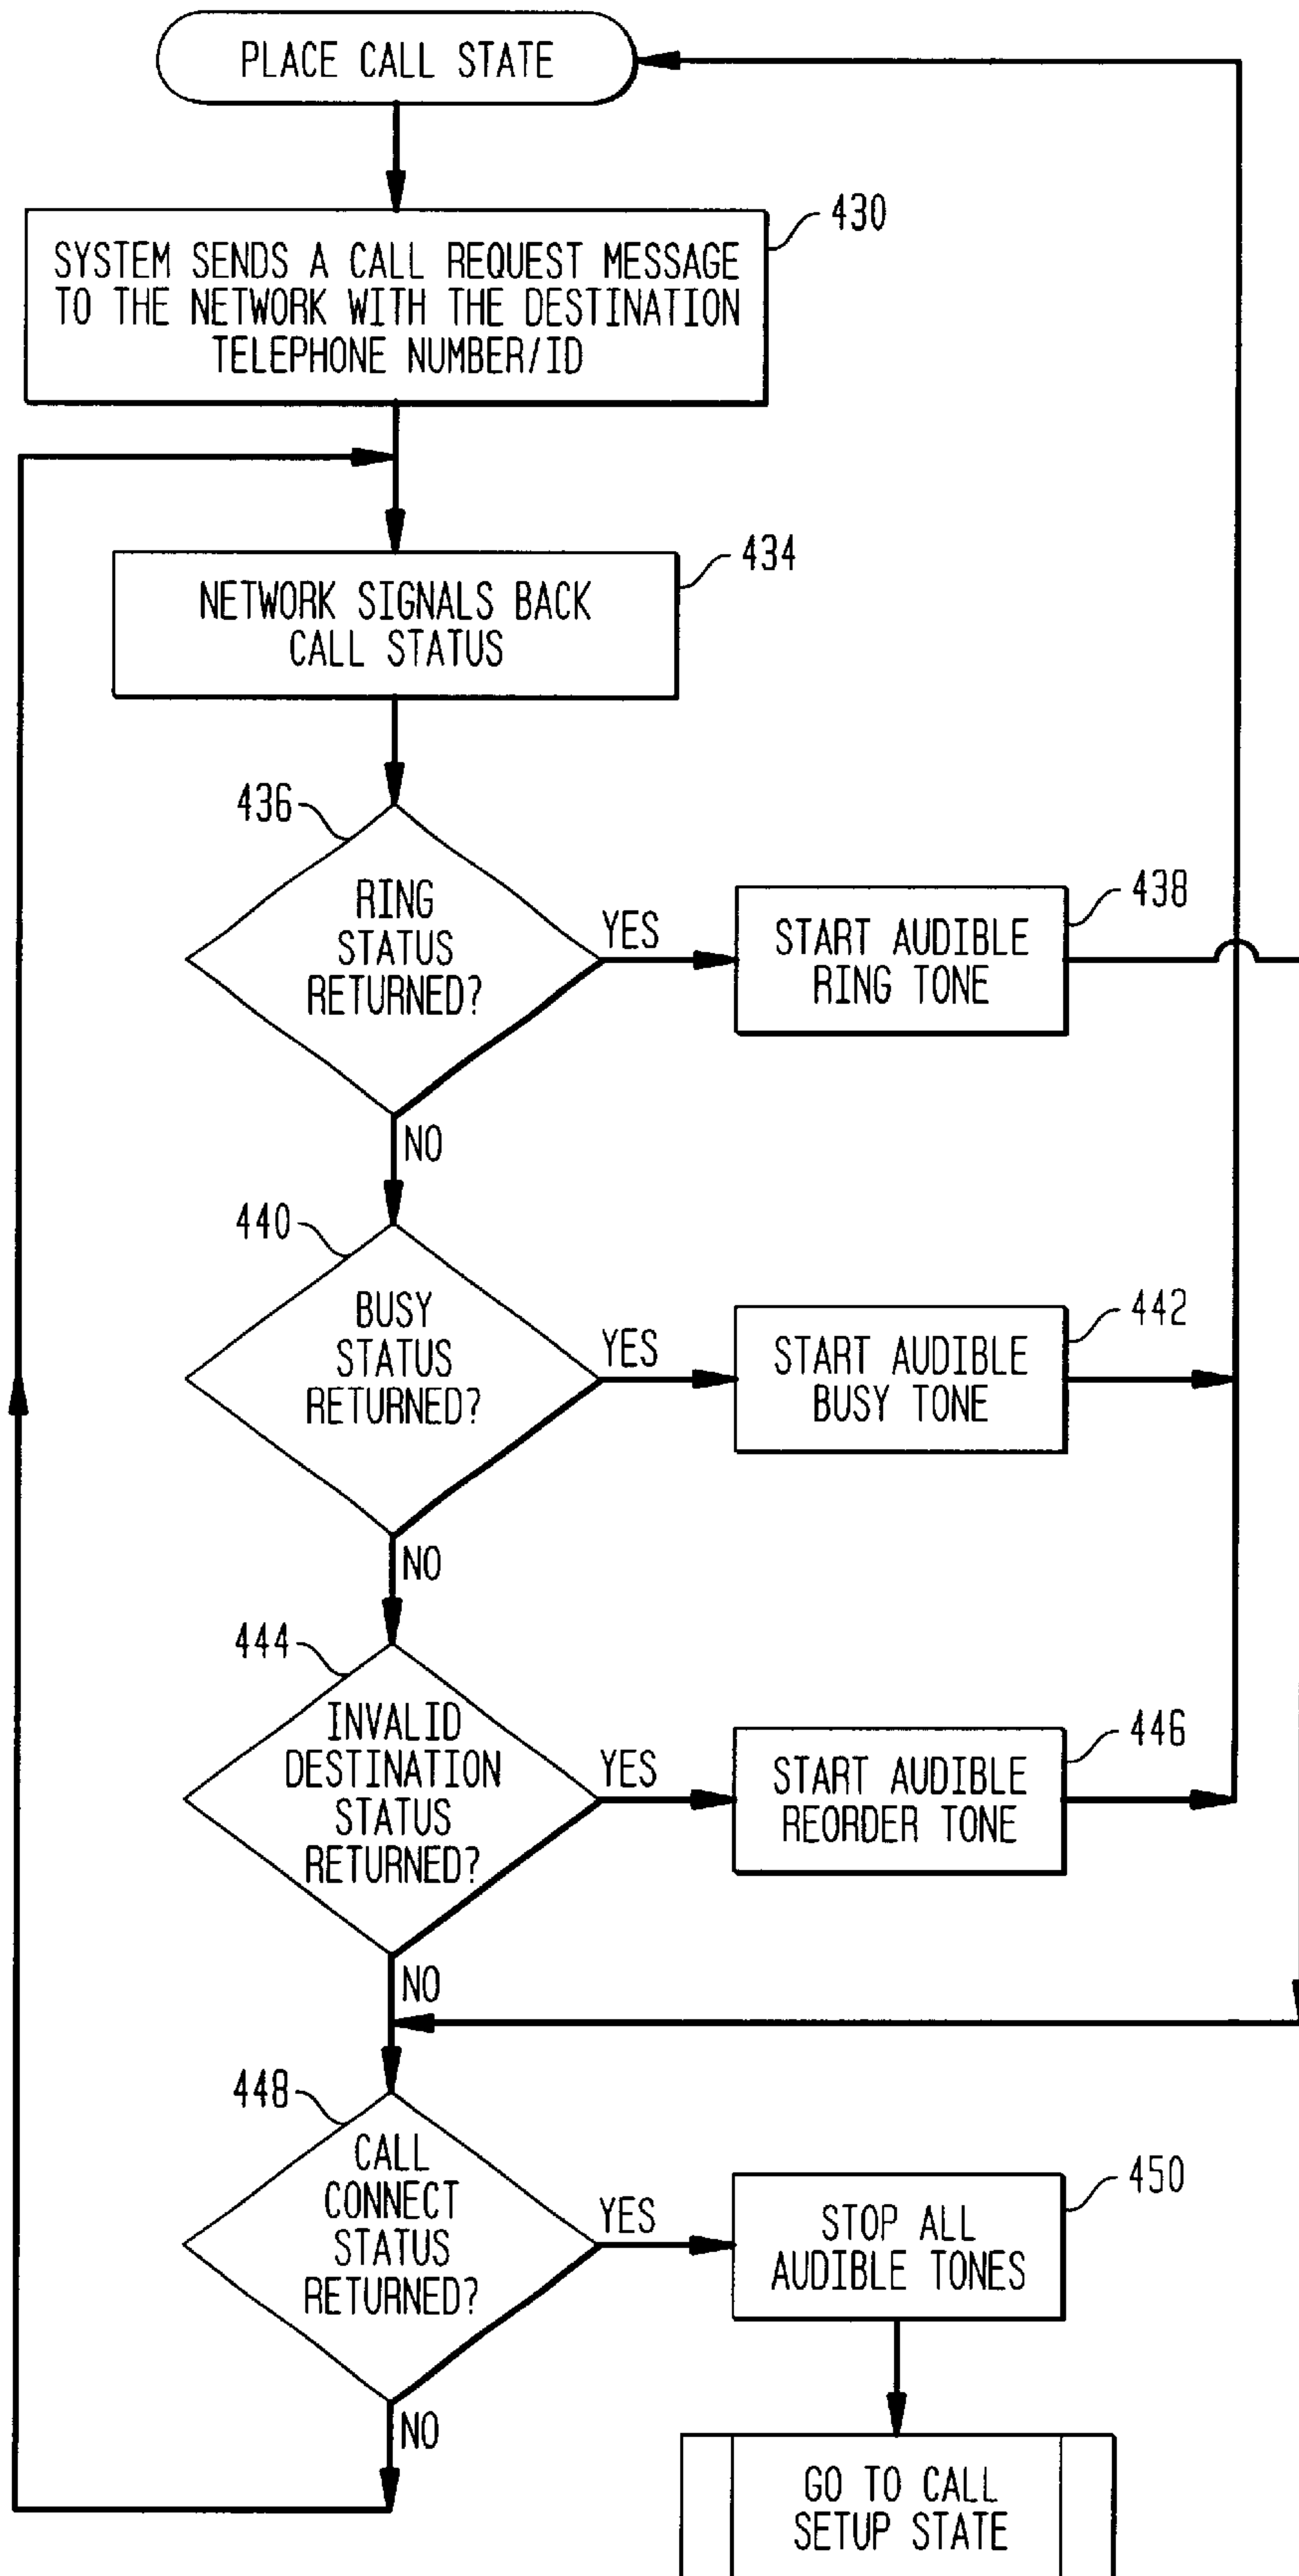 PLACE CALL STATE
430
SYSTEM SENDS A CALL REQUEST MESSAGE
TO THE NETWORK WITH THE DESTINATION
TELEPHONE NUMBER/ID
434
NETWORK SIGNALS BACK
CALL STATUS
436
RING
STATUS
RETURNED?
YES
438
START AUDIBLE
RING TONE
NO
440
BUSY
STATUS
RETURNED?
YES
442
START AUDIBLE
BUSY TONE
NO
444
INVALID
DESTINATION
STATUS
RETURNED?
YES
446
START AUDIBLE
REORDER TONE
NO
448
CALL
CONNECT
STATUS
RETURNED?
YES
450
STOP ALL
AUDIBLE TONES
NO
GO TO CALL
SETUP STATE